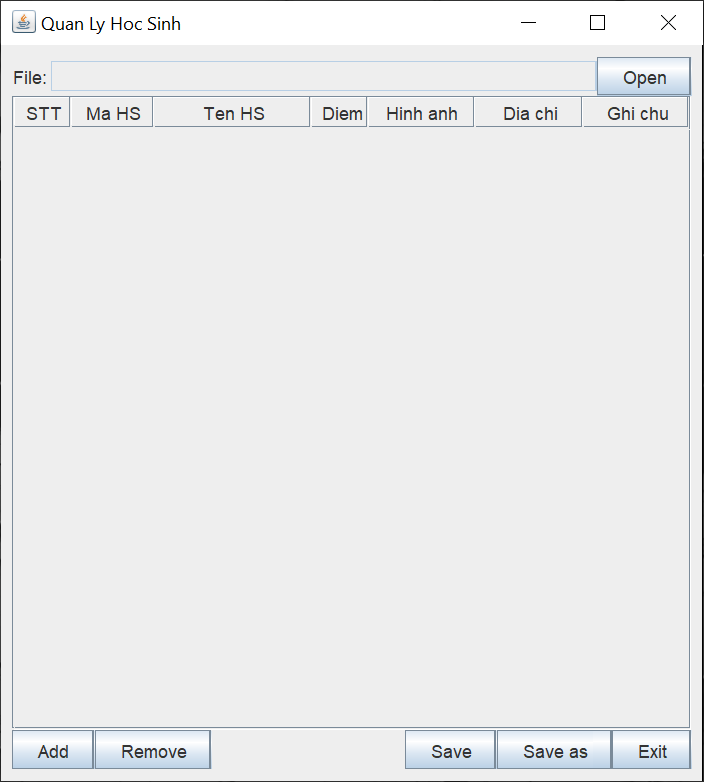 Quan Ly Hoc Sinh
File: Open
STT Ma HS Ten HS Diem Hinh anh Dia chi Ghi chu
Add Remove Save Save as Exit